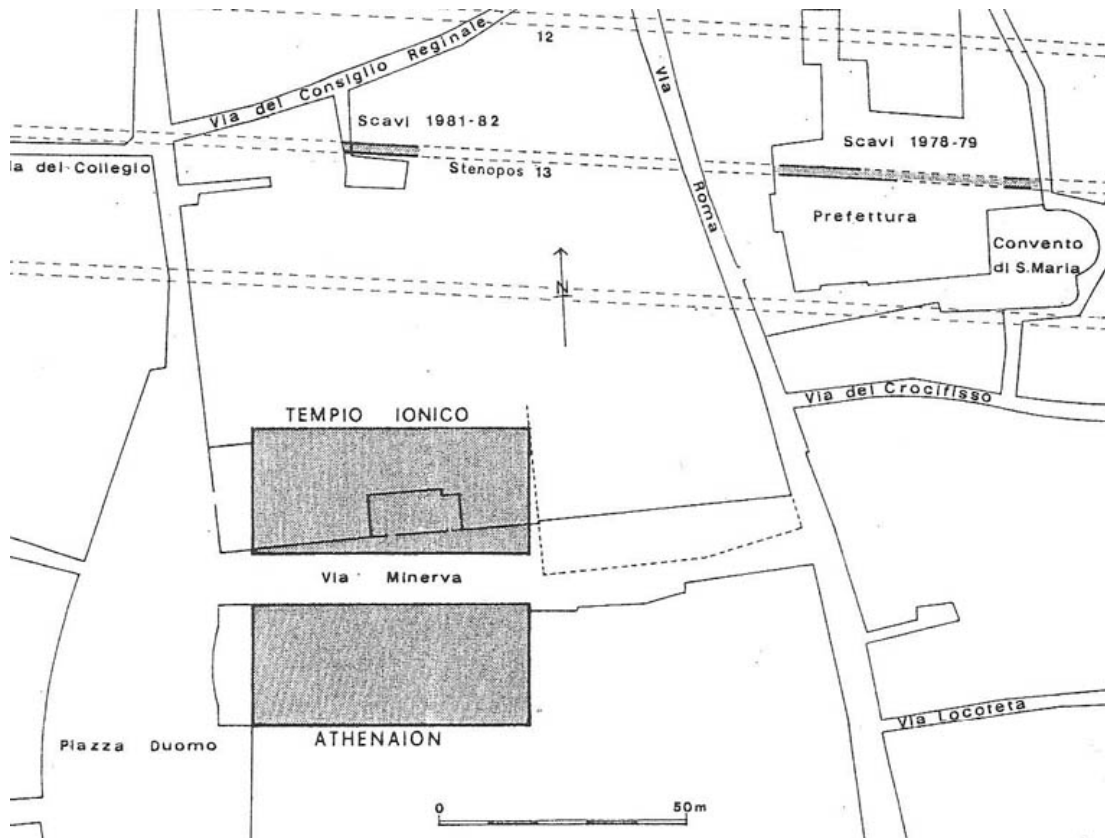 12
Via del Consiglio Reginale
Via
Scavi 1981-82
Scavi 1978-79
la del Collegio
Stenopos 13
Roma
Prefettura
Convento
di S.Maria
N
Via del Crocifisso
TEMPIO IONICO
Via Minerva
Via Locoteta
Piazza Duomo
ATHENAION
0 50m